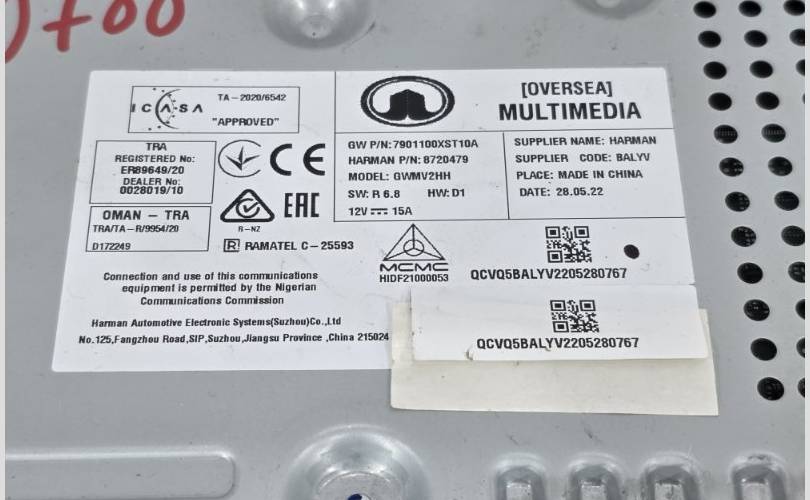 ICASA
TA-2020/6542
"APPROVED"
TRA
REGISTERED No:
ER89649/20
DEALER No:
0028019/10
OMAN - TRA
TRA/TA-R/9954/20
D172249
CE
R-NZ
EAC
R RAMATEL C-25593
Connection and use of this communications
equipment is permitted by the Nigerian
Communications Commission
Harman Automotive Electronic Systems(Suzhou)Co.,Ltd
No.125,Fangzhou Road,SIP,Suzhou,Jiangsu Province ,China 215024
[OVERSEA]
MULTIMEDIA
GW P/N:7901100XST10A
HARMAN P/N: 8720479
MODEL: GWMV2HH
SW: R 6.8 HW: D1
12V 15A
SUPPLIER NAME: HARMAN
SUPPLIER CODE: BALYV
PLACE: MADE IN CHINA
DATE: 28.05.22
MCMC
HIDF21000053
QCVQ5BALYV2205280767
QCVQ5BALYV2205280767